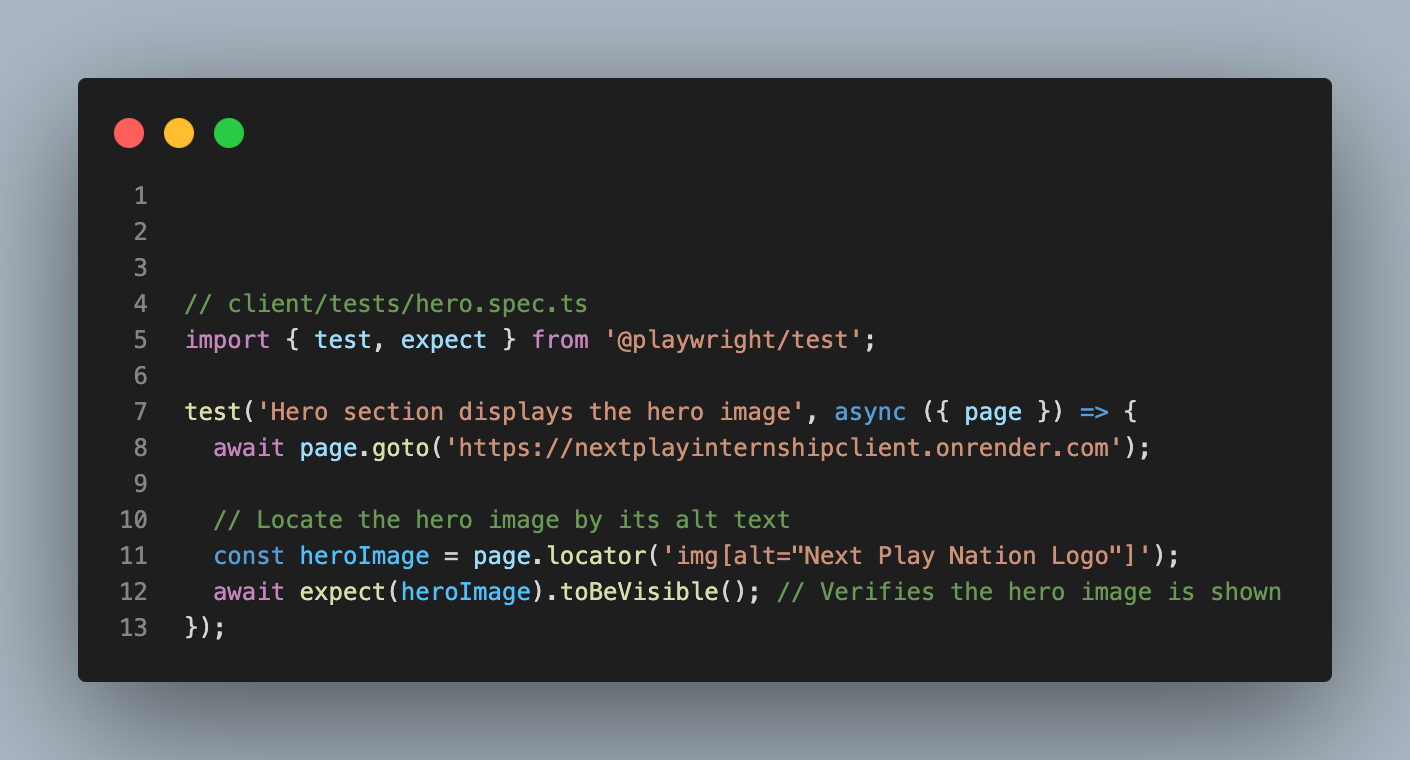 1
2
3
4 // client/tests/hero.spec.ts
5 import { test, expect } from '@playwright/test';
6
7 test('Hero section displays the hero image', async ({ page }) => {
8   await page.goto('https://nextplayinternshipclient.onrender.com');
9
10   // Locate the hero image by its alt text
11   const heroImage = page.locator('img[alt="Next Play Nation Logo"]');
12   await expect(heroImage).toBeVisible(); // Verifies the hero image is shown
13 });